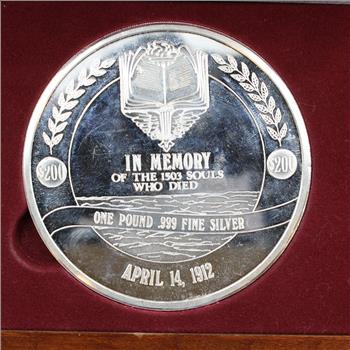 IN MEMORY
OF THE 1503 SOULS
WHO DIED
$200
$200
ONE POUND .999 FINE SILVER
APRIL 14, 1912